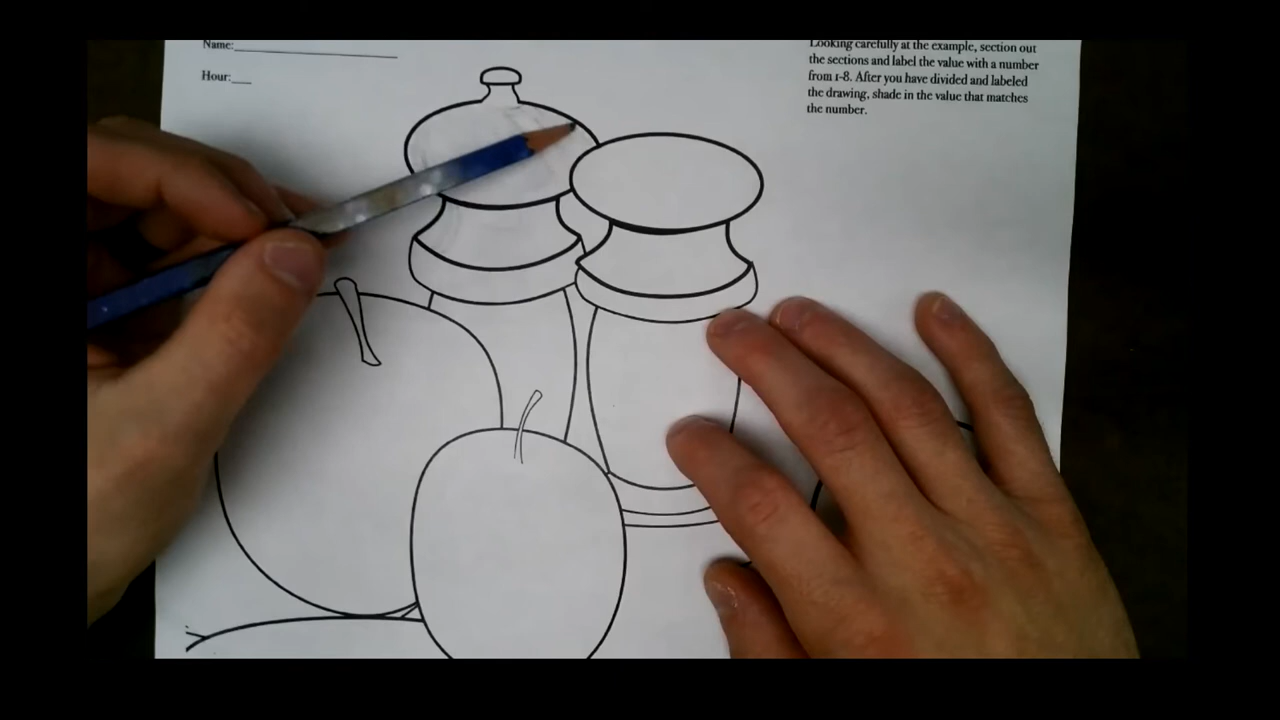 Name:
Hour:
Looking carefully at the example, section out
the sections and label the value with a number
from 1-8. After you have divided and labeled
the drawing, shade in the value that matches
the number.